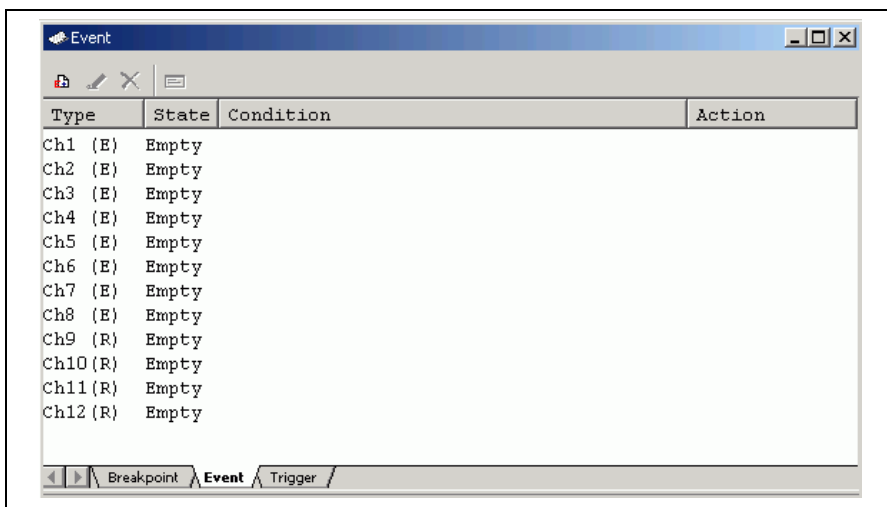 Event
Type State Condition Action
Ch1 (E) Empty
Ch2 (E) Empty
Ch3 (E) Empty
Ch4 (E) Empty
Ch5 (E) Empty
Ch6 (E) Empty
Ch7 (E) Empty
Ch8 (E) Empty
Ch9 (R) Empty
Ch10(R) Empty
Ch11(R) Empty
Ch12(R) Empty
Breakpoint Event Trigger